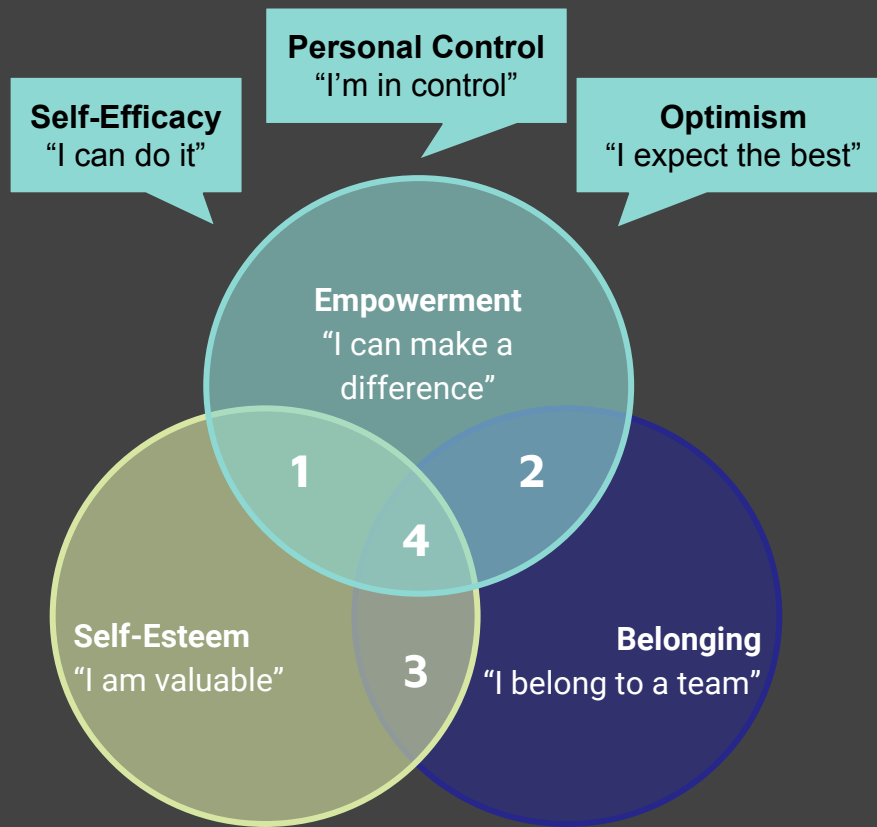 Personal Control
“I’m in control”
Self-Efficacy
“I can do it”
Optimism
“I expect the best”
Empowerment
“I can make a
difference”
1
2
4
Self-Esteem
“I am valuable”
3
Belonging
“I belong to a team”